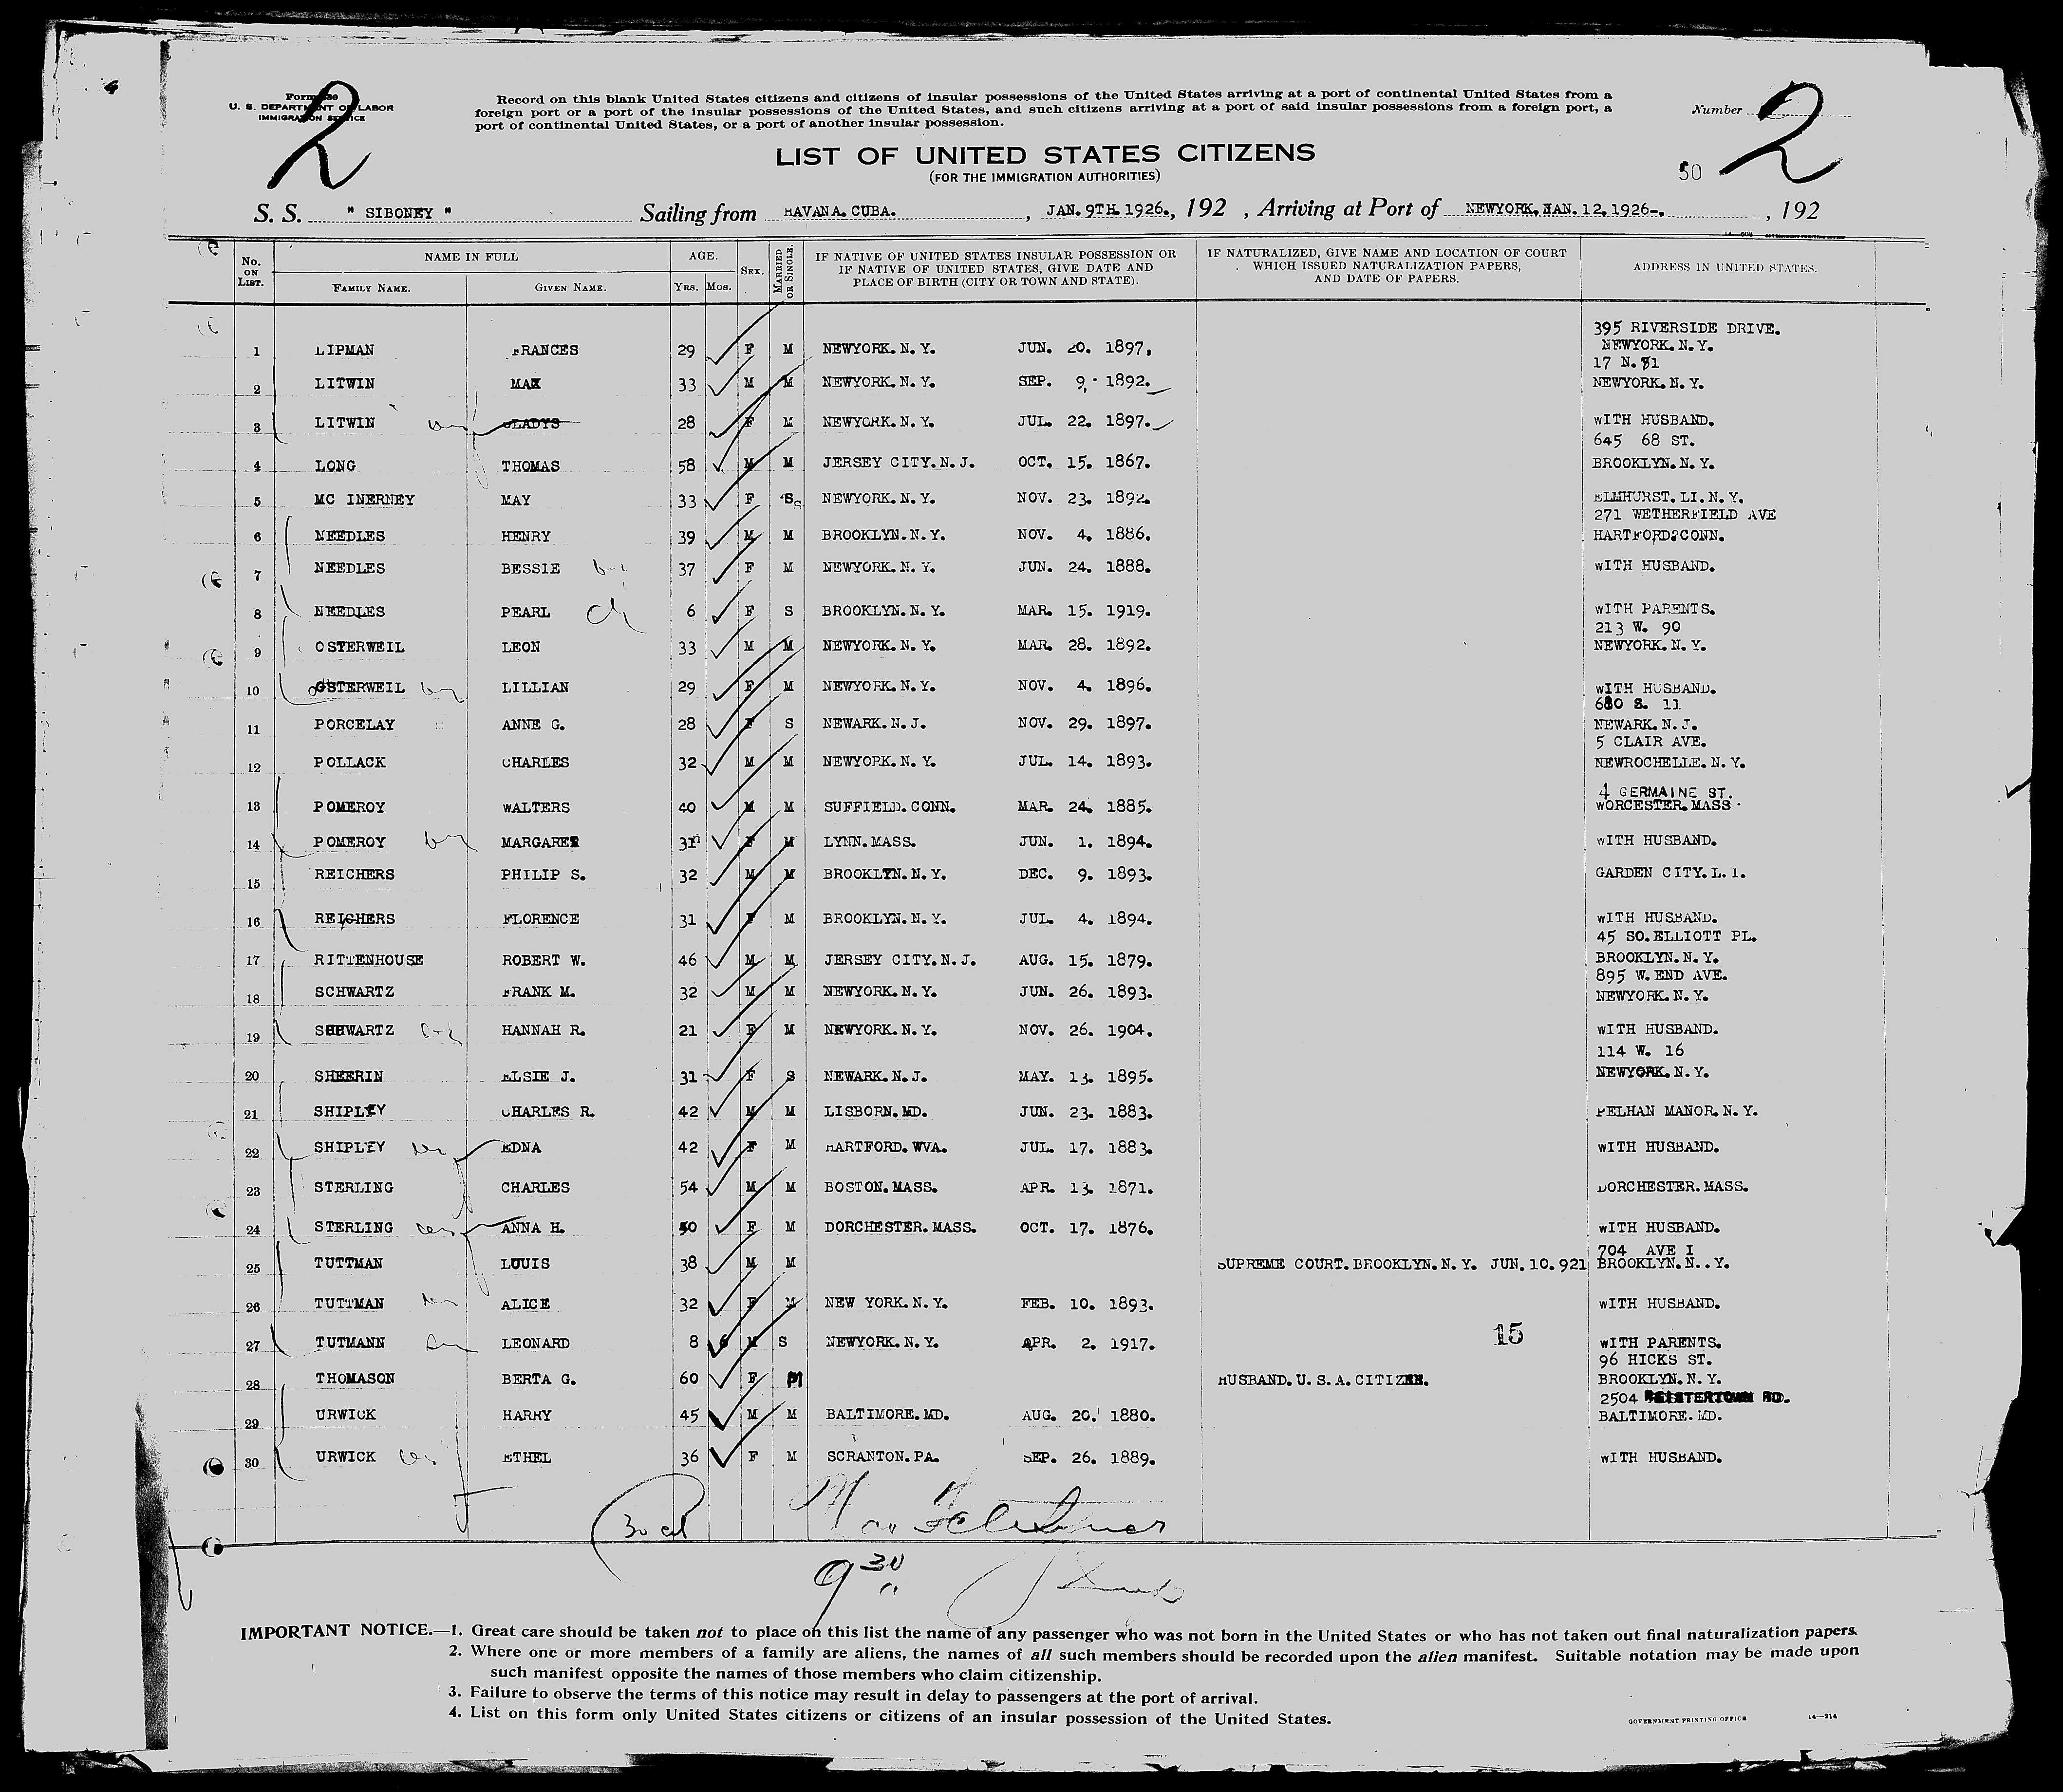 2
Form 630
U. S. DEPARTMENT OF LABOR
IMMIGRATION SERVICE
Record on this blank United States citizens and citizens of insular possessions of the United States arriving at a port of continental United States from a
foreign port or a port of the insular possessions of the United States, and such citizens arriving at a port of said insular possessions from a foreign port, a
port of continental United States, or a port of another insular possession.
Number 2
LIST OF UNITED STATES CITIZENS
(FOR THE IMMIGRATION AUTHORITIES)
50
S. S. " SIBONEY " Sailing from HAVANA. CUBA. , JAN. 9TH. 1926., 192 , Arriving at Port of NEWYORK. JAN. 12. 1926-. , 192
No. ON LIST. NAME IN FULL FAMILY NAME. GIVEN NAME. AGE. YRS. MOS. SEX. MARRIED OR SINGLE. IF NATIVE OF UNITED STATES INSULAR POSSESSION OR IF NATIVE OF UNITED STATES, GIVE DATE AND PLACE OF BIRTH (CITY OR TOWN AND STATE). IF NATURALIZED, GIVE NAME AND LOCATION OF COURT WHICH ISSUED NATURALIZATION PAPERS, AND DATE OF PAPERS. ADDRESS IN UNITED STATES.
395 RIVERSIDE DRIVE.
1 LIPMAN FRANCES 29 F M NEWYORK. N. Y. JUN. 20. 1897, NEWYORK. N. Y.
17 N. 81
2 LITWIN MAX 33 M M NEWYORK. N. Y. SEP. 9, 1892. NEWYORK. N. Y.
3 LITWIN GLADYS 28 F M NEWYORK. N. Y. JUL. 22. 1897. WITH HUSBAND.
645 68 ST.
4 LONG THOMAS 58 M M JERSEY CITY. N. J. OCT. 15. 1867. BROOKLYN. N. Y.
5 MC INERNEY MAY 33 F S NEWYORK. N. Y. NOV. 23. 1892. ELMHURST. LI. N. Y.
271 WETHERFIELD AVE
6 NEEDLES HENRY 39 M M BROOKLYN. N. Y. NOV. 4. 1886. HARTFORD?CONN.
7 NEEDLES BESSIE 37 F M NEWYORK. N. Y. JUN. 24. 1888. WITH HUSBAND.
8 NEEDLES PEARL Ch 6 F S BROOKLYN. N. Y. MAR. 15. 1919. WITH PARENTS.
213 W. 90
9 OSTERWEIL LEON 33 M M NEWYORK. N. Y. MAR. 28. 1892. NEWYORK. N. Y.
10 OSTERWEIL LILLIAN 29 F M NEWYORK. N. Y. NOV. 4. 1896. WITH HUSBAND.
680 S. 11
11 PORCELAY ANNE G. 28 F S NEWARK. N. J. NOV. 29. 1897. NEWARK. N. J.
5 CLAIR AVE.
12 POLLACK CHARLES 32 M M NEWYORK. N. Y. JUL. 14. 1893. NEWROCHELLE. N. Y.
4 GERMAINE ST.
13 POMEROY WALTERS 40 M M SUFFIELD. CONN. MAR. 24. 1885. WORCESTER. MASS.
14 POMEROY MARGARET 31 F M LYNN. MASS. JUN. 1. 1894. WITH HUSBAND.
15 REICHERS PHILIP S. 32 M M BROOKLYN. N. Y. DEC. 9. 1893. GARDEN CITY. L. I.
16 REICHERS FLORENCE 31 F M BROOKLYN. N. Y. JUL. 4. 1894. WITH HUSBAND.
45 SO. ELLIOTT PL.
17 RITTENHOUSE ROBERT W. 46 M M JERSEY CITY. N. J. AUG. 15. 1879. BROOKLYN. N. Y.
895 W. END AVE.
18 SCHWARTZ FRANK M. 32 M M NEWYORK. N. Y. JUN. 26. 1893. NEWYORK. N. Y.
19 SCHWARTZ HANNAH R. 21 F M NEWYORK. N. Y. NOV. 26. 1904. WITH HUSBAND.
114 W. 16
20 SHEERIN ELSIE J. 31 F S NEWARK. N. J. MAY. 13. 1895. NEWYORK. N. Y.
21 SHIPLEY CHARLES R. 42 M M LISBORN. MD. JUN. 23. 1883. PELHAN MANOR. N. Y.
22 SHIPLEY EDNA 42 F M HARTFORD. WVA. JUL. 17. 1883. WITH HUSBAND.
23 STERLING CHARLES 54 M M BOSTON. MASS. APR. 13. 1871. DORCHESTER. MASS.
24 STERLING ANNA H. 50 F M DORCHESTER. MASS. OCT. 17. 1876. WITH HUSBAND.
704 AVE I
25 TUTTMAN LOUIS 38 M M SUPREME COURT. BROOKLYN. N. Y. JUN. 10. 921 BROOKLYN. N. . Y.
26 TUTTMAN ALICE 32 F M NEW YORK. N. Y. FEB. 10. 1893. WITH HUSBAND.
15
27 TUTMANN LEONARD 8 6 M S NEWYORK. N. Y. APR. 2. 1917. WITH PARENTS.
96 HICKS ST.
28 THOMASON BERTA G. 60 F M HUSBAND. U. S. A. CITIZEN. BROOKLYN. N. Y.
2504 REISTERTOWN RD.
29 URWICK HARRY 45 M M BALTIMORE. MD. AUG. 20. 1880. BALTIMORE. MD.
30 URWICK ETHEL 36 F M SCRANTON. PA. SEP. 26. 1889. WITH HUSBAND.
9 30
IMPORTANT NOTICE.—1. Great care should be taken not to place on this list the name of any passenger who was not born in the United States or who has not taken out final naturalization papers.
2. Where one or more members of a family are aliens, the names of all such members should be recorded upon the alien manifest. Suitable notation may be made upon
such manifest opposite the names of those members who claim citizenship.
3. Failure to observe the terms of this notice may result in delay to passengers at the port of arrival.
4. List on this form only United States citizens or citizens of an insular possession of the United States.
GOVERNMENT PRINTING OFFICE 14—214